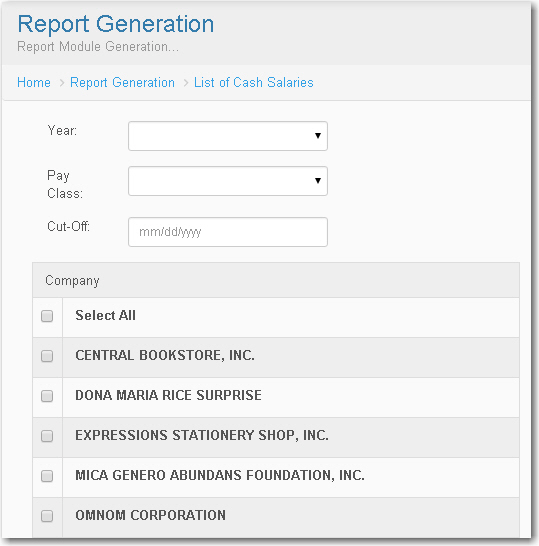 Report Generation
Report Module Generation...
Home > Report Generation > List of Cash Salaries
Year:
Pay
Class:
Cut-Off:
mm/dd/yyyy
Company
Select All
CENTRAL BOOKSTORE, INC.
DONA MARIA RICE SURPRISE
EXPRESSIONS STATIONERY SHOP, INC.
MICA GENERO ABUNDANS FOUNDATION, INC.
OMNOM CORPORATION